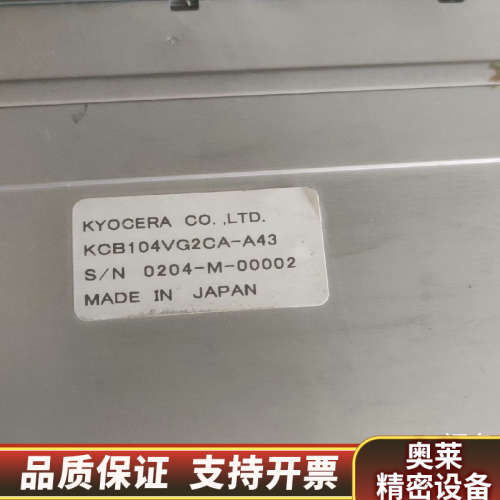 KYOCERA CO.,LTD.
KCB104VG2CA-A43
S/N 0204-M-00002
MADE IN JAPAN
品质保证 支持开票
奥莱
精密设备